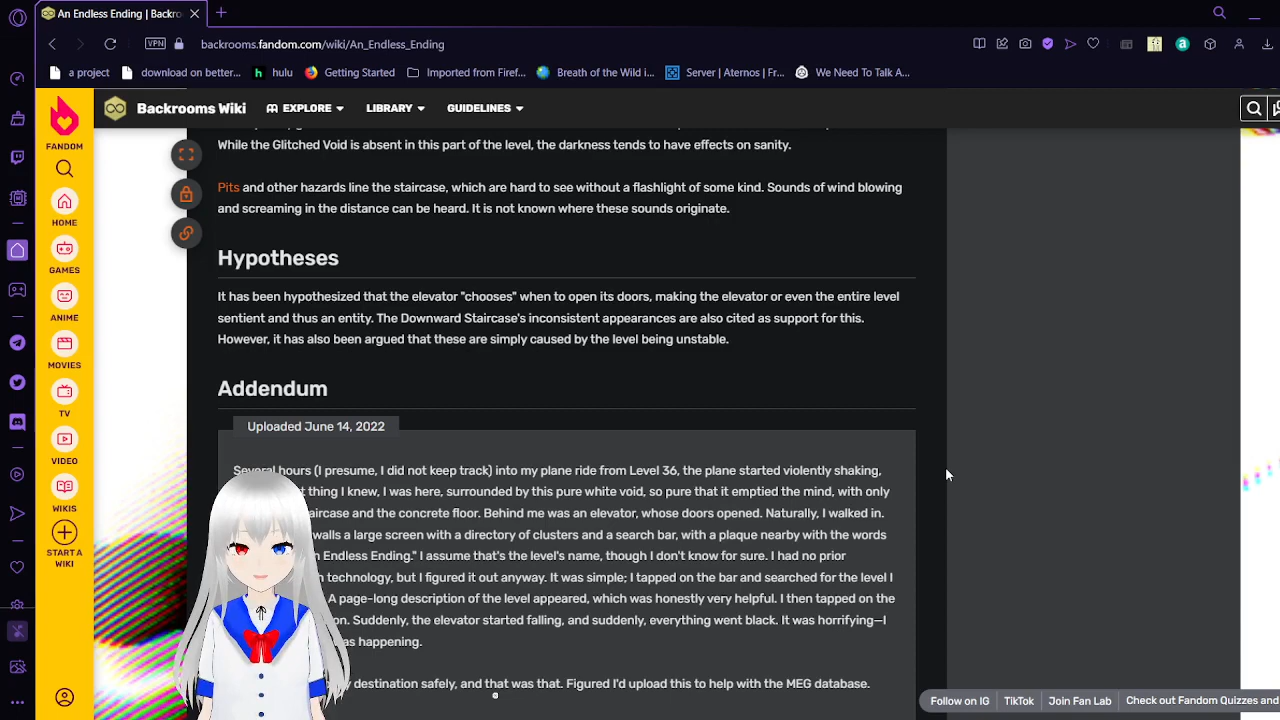 An Endless Ending | Backro
backrooms.fandom.com/wiki/An_Endless_Ending
VPN
a project
download on better...
hulu
Getting Started
Imported from Firef...
Breath of the Wild i...
Server | Aternos | Fr...
We Need To Talk A...
Backrooms Wiki
EXPLORE
LIBRARY
GUIDELINES
FANDOM
HOME
GAMES
ANIME
MOVIES
TV
VIDEO
WIKIS
START A
WIKI
While the Glitched Void is absent in this part of the level, the darkness tends to have effects on sanity.
Pits and other hazards line the staircase, which are hard to see without a flashlight of some kind. Sounds of wind blowing
and screaming in the distance can be heard. It is not known where these sounds originate.
Hypotheses
It has been hypothesized that the elevator "chooses" when to open its doors, making the elevator or even the entire level
sentient and thus an entity. The Downward Staircase's inconsistent appearances are also cited as support for this.
However, it has also been argued that these are simply caused by the level being unstable.
Addendum
Uploaded June 14, 2022
Several hours (I presume, I did not keep track) into my plane ride from Level 36, the plane started violently shaking,
thing I knew, I was here, surrounded by this pure white void, so pure that it emptied the mind, with only
and the concrete floor. Behind me was an elevator, whose doors opened. Naturally, I walked in.
walls a large screen with a directory of clusters and a search bar, with a plaque nearby with the words
Endless Ending." I assume that's the level's name, though I don't know for sure. I had no prior
technology, but I figured it out anyway. It was simple; I tapped on the bar and searched for the level I
A page-long description of the level appeared, which was honestly very helpful. I then tapped on the
Suddenly, the elevator started falling, and suddenly, everything went black. It was horrifying—I
happening.
destination safely, and that was that. Figured I'd upload this to help with the MEG database.
Follow on IG
TikTok
Join Fan Lab
Check out Fandom Quizzes and